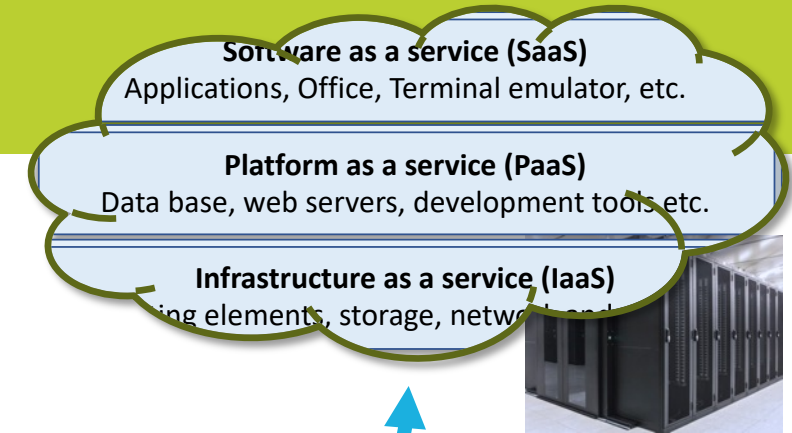 Software as a service (SaaS)
Applications, Office, Terminal emulator, etc.
Platform as a service (PaaS)
Data base, web servers, development tools etc.
Infrastructure as a service (IaaS)
elements, storage,